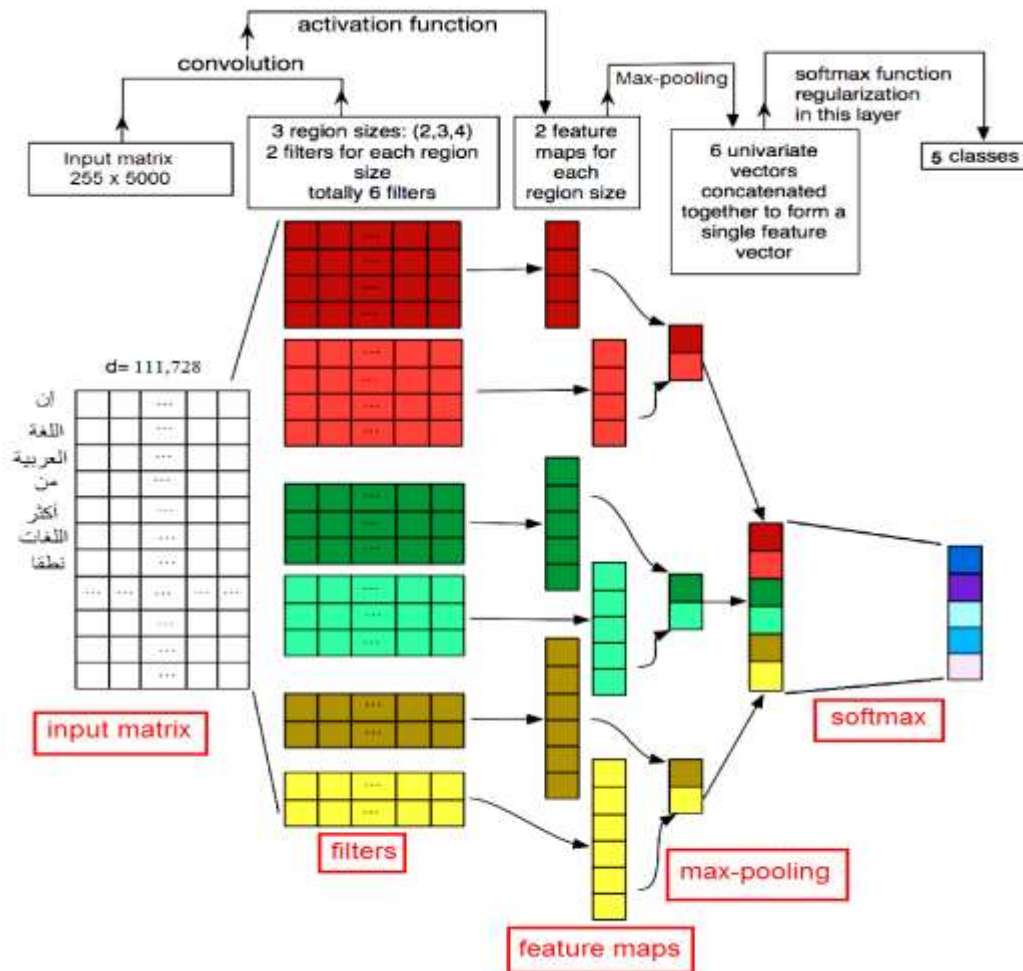 activation function
convolution
Max-pooling
softmax function
regularization
in this layer
Input matrix
255 x 5000
3 region sizes: (2,3,4)
2 filters for each region
size
totally 6 filters
2 feature
maps for
each
region size
6 univariate
vectors
concatenated
together to form a
single feature
vector
5 classes
d= 111,728
إن
اللغة
العربية
من
أكثر
اللغات
نطقا
input matrix
filters
feature maps
max-pooling
softmax